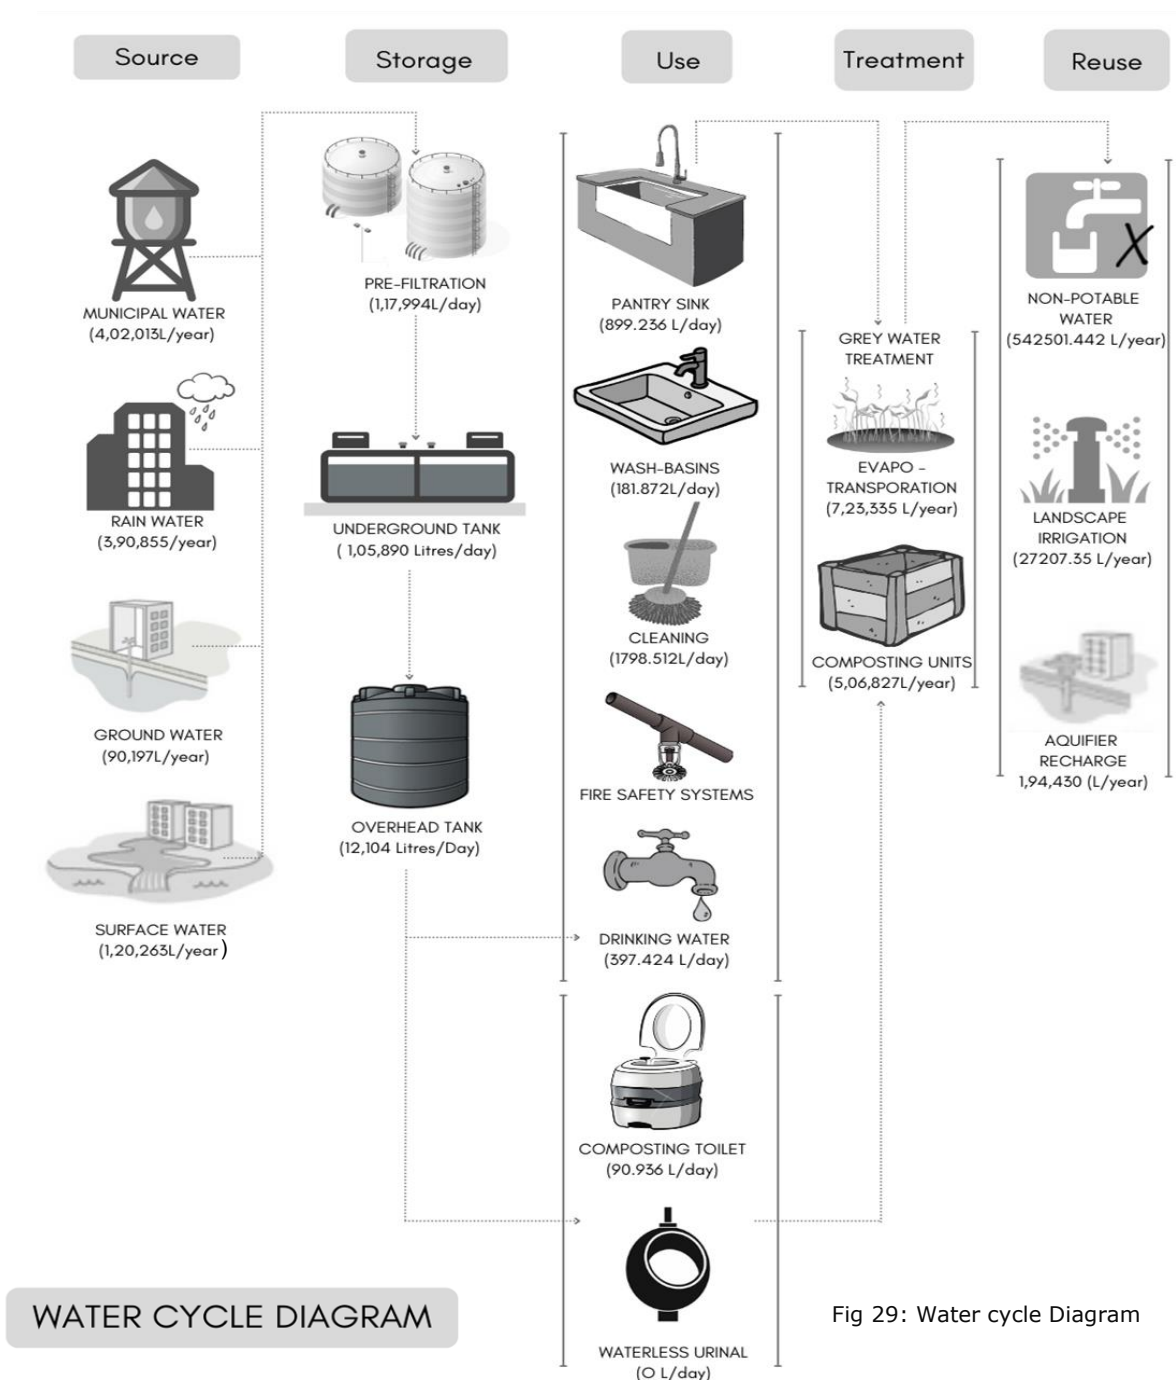 Source
Storage
Use
Treatment
Reuse
MUNICIPAL WATER
(4,02,013L/year)
RAIN WATER
(3,90,855/year)
GROUND WATER
(90,197L/year)
SURFACE WATER
(1,20,263L/year)
PRE-FILTRATION
(1,17,994L/day)
UNDERGROUND TANK
( 1,05,890 Litres/day)
OVERHEAD TANK
(12,104 Litres/Day)
PANTRY SINK
(899.236 L/day)
WASH-BASINS
(181.872L/day)
CLEANING
(1798.512L/day)
FIRE SAFETY SYSTEMS
DRINKING WATER
(397.424 L/day)
COMPOSTING TOILET
(90.936 L/day)
WATERLESS URINAL
(0 L/day)
GREY WATER
TREATMENT
EVAPO -
TRANSPORATION
(7,23,335 L/year)
COMPOSTING UNITS
(5,06,827L/year)
X
NON-POTABLE
WATER
(542501.442 L/year)
LANDSCAPE
IRRIGATION
(27207.35 L/year)
AQUIFIER
RECHARGE
1,94,430 (L/year)
WATER CYCLE DIAGRAM
Fig 29: Water cycle Diagram